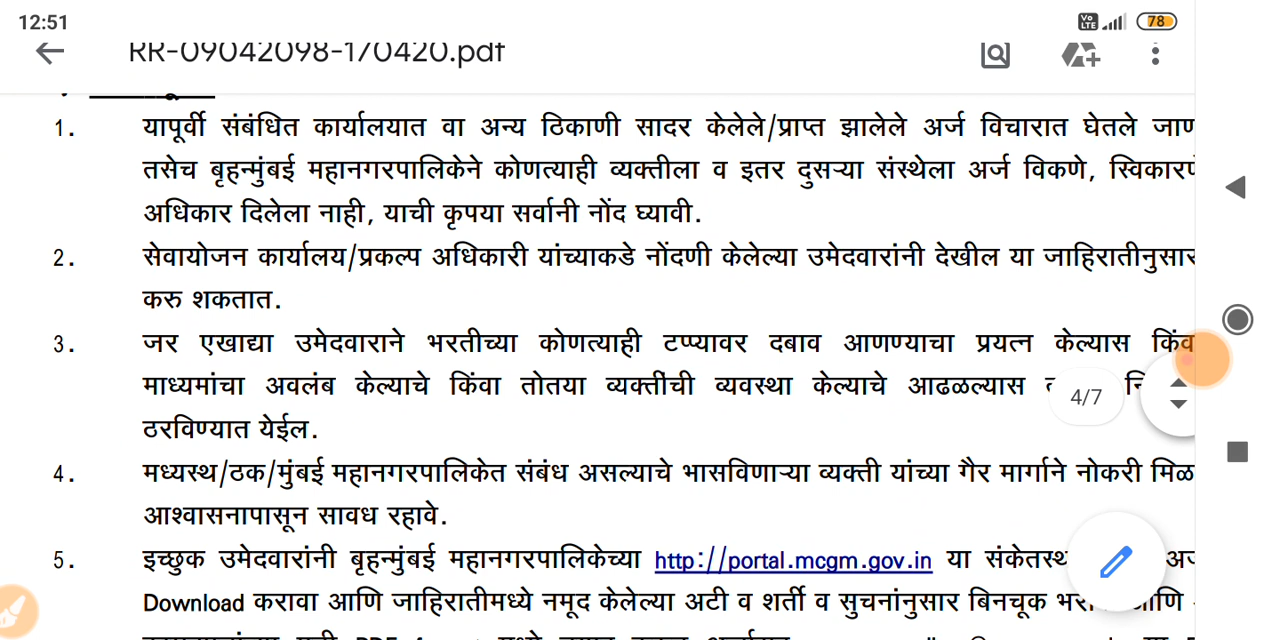 12:51
Vo LTE
78
RR-09042098-170420.pdf
1. यापूर्वी संबंधित कार्यालयात वा अन्य ठिकाणी सादर केलेले/प्राप्त झालेले अर्ज विचारात घेतले जाण
तसेच बृहन्मुंबई महानगरपालिकेने कोणत्याही व्यक्तीला व इतर दुसऱ्या संस्थेला अर्ज विकणे, स्विकारणे
अधिकार दिलेला नाही, याची कृपया सर्वानी नोंद घ्यावी.
2. सेवायोजन कार्यालय/प्रकल्प अधिकारी यांच्याकडे नोंदणी केलेल्या उमेदवारांनी देखील या जाहिरातीनुसार
करु शकतात.
3. जर एखाद्या उमेदवाराने भरतीच्या कोणत्याही टप्प्यावर दबाव आणण्याचा प्रयत्न केल्यास किंव
माध्यमांचा अवलंब केल्याचे किंवा तोतया व्यक्तींची व्यवस्था केल्याचे आढळल्यास
4/7
ठरविण्यात येईल.
4. मध्यस्थ/ठक/मुंबई महानगरपालिकेत संबंध असल्याचे भासविणाऱ्या व्यक्ती यांच्या गैर मार्गाने नोकरी मिळ
आश्वासनापासून सावध रहावे.
5. इच्छुक उमेदवारांनी बृहन्मुंबई महानगरपालिकेच्या http://portal.mcgm.gov.in या संकेतस्थ
Download करावा आणि जाहिरातीमध्ये नमूद केलेल्या अटी व शर्ती व सुचनांनुसार बिनचूक